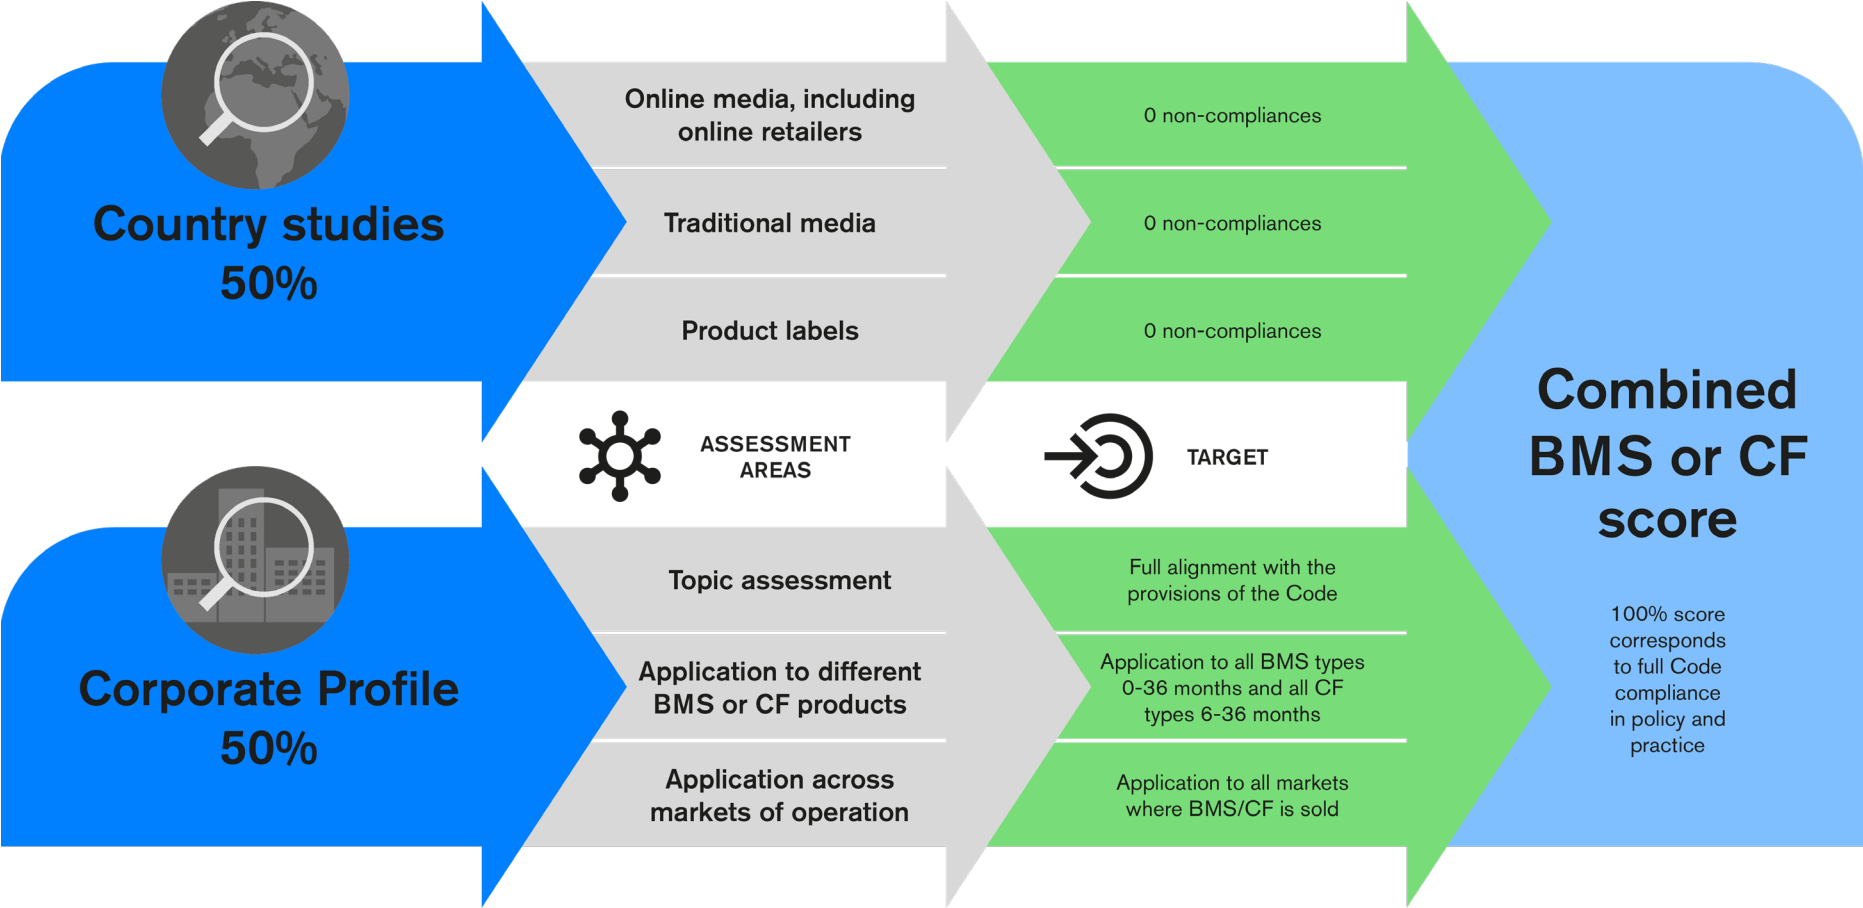 Country studies
50%
Online media, including
online retailers
Traditional media
Product labels
0 non-compliances
0 non-compliances
0 non-compliances
ASSESSMENT
AREAS
TARGET
Corporate Profile
50%
Topic assessment
Application to different
BMS or CF products
Application across
markets of operation
Full alignment with the
provisions of the Code
Application to all BMS types
0-36 months and all CF
types 6-36 months
Application to all markets
where BMS/CF is sold
Combined
BMS or CF
score
100% score
corresponds
to full Code
compliance
in policy and
practice